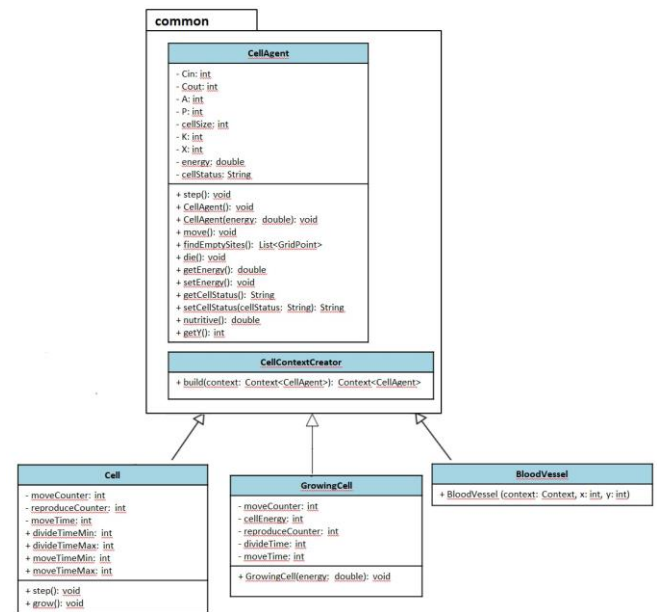 common
CellAgent
- Cin: int
- Cout: int
- A: int
- P: int
- cellSize: int
- K: int
- X: int
- energy: double
- cellStatus: String
+ step(): void
+ CellAgent(): void
+ CellAgent(energy: double): void
+ move(): void
+ findEmptySites(): List<GridPoint>
+ die(): void
+ getEnergy(): double
+ setEnergy(): void
+ getCellStatus(): String
+ setCellStatus(cellStatus: String): String
+ nutritive(): double
+ getY(): int
CellContextCreator
+ build(context: Context<CellAgent>): Context<CellAgent>
Cell
- moveCounter: int
- reproduceCounter: int
- moveTime: int
+ divideTimeMin: int
+ divideTimeMax: int
+ moveTimeMin: int
+ moveTimeMax: int
+ step(): void
+ grow(): void
GrowingCell
- moveCounter: int
- cellEnergy: int
- reproduceCounter: int
- divideTime: int
- moveTime: int
+ GrowingCell(energy: double): void
BloodVessel
+ BloodVessel (context: Context, x: int, y: int)